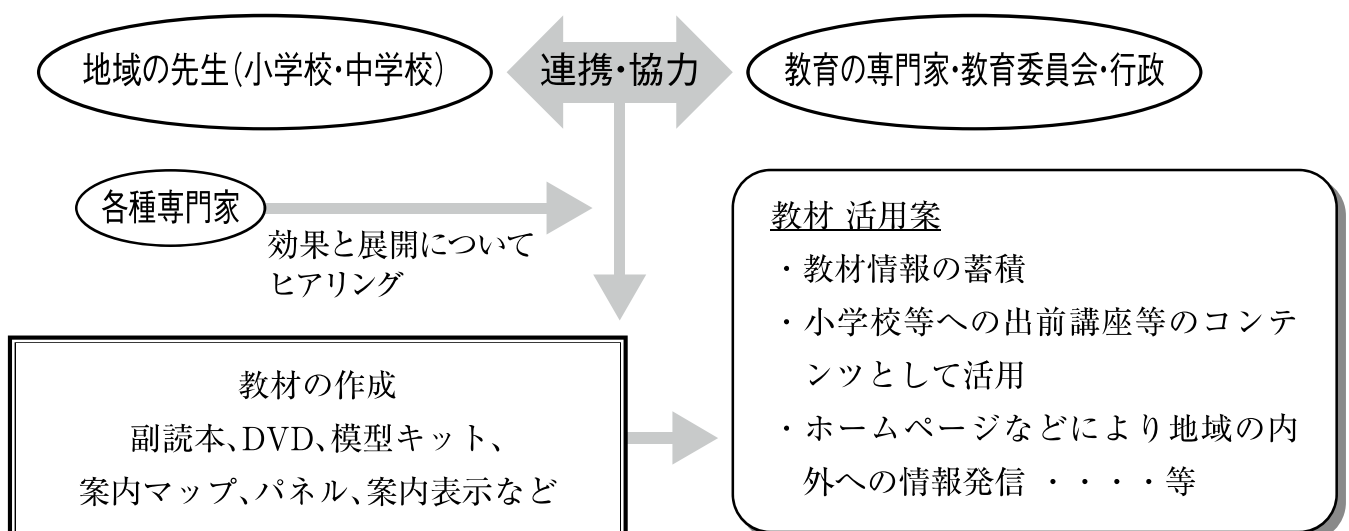 地域の先生(小学校・中学校)
連携・協力
教育の専門家・教育委員会・行政
各種専門家
効果と展開について
ヒアリング
教材の作成
副読本、DVD、模型キット、
案内マップ、パネル、案内表示など
教材 活用案
・教材情報の蓄積
・小学校等への出前講座等のコンテ
ンツとして活用
・ホームページなどにより地域の内
外への情報発信 ・・・・等